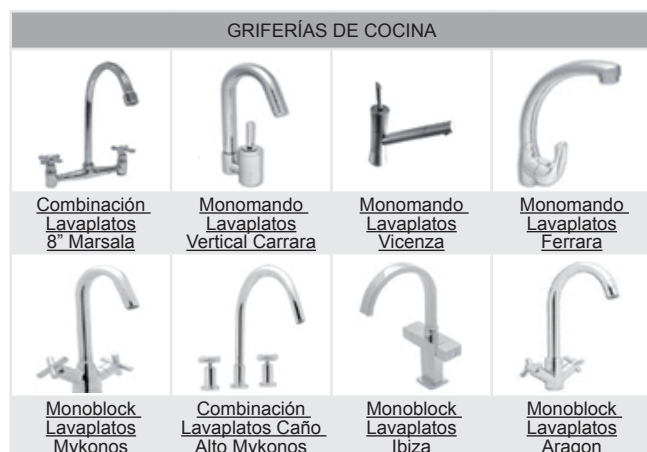 GRIFERÍAS DE COCINA
Combinación
Lavaplatos
8” Marsala
Monomando
Lavaplatos
Vertical Carrara
Monomando
Lavaplatos
Vicenza
Monomando
Lavaplatos
Ferrara
Monoblock
Lavaplatos
Mykonos
Combinación
Lavaplatos Caño
Alto Mykonos
Monoblock
Lavaplatos
Ibiza
Monoblock
Lavaplatos
Aragon